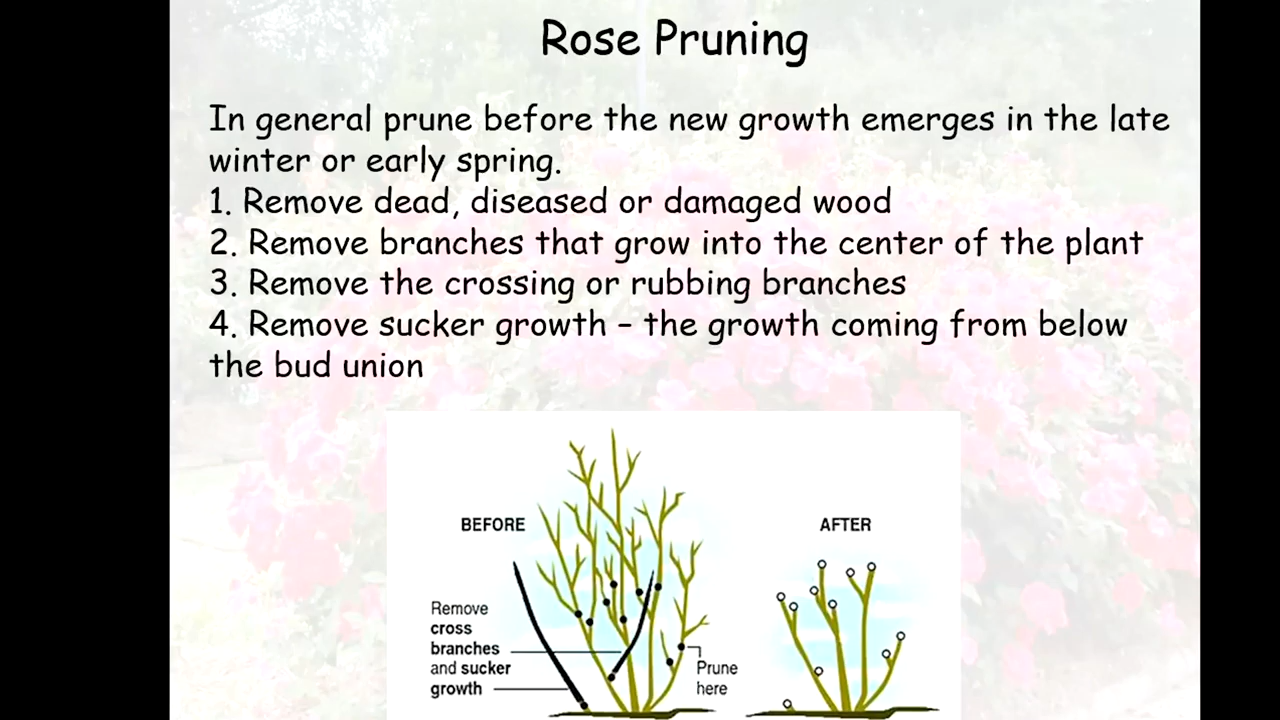 Rose Pruning
In general prune before the new growth emerges in the late
winter or early spring.
1. Remove dead, diseased or damaged wood
2. Remove branches that grow into the center of the plant
3. Remove the crossing or rubbing branches
4. Remove sucker growth – the growth coming from below
the bud union
BEFORE
AFTER
Remove
cross
branches
and sucker
growth
Prune
here